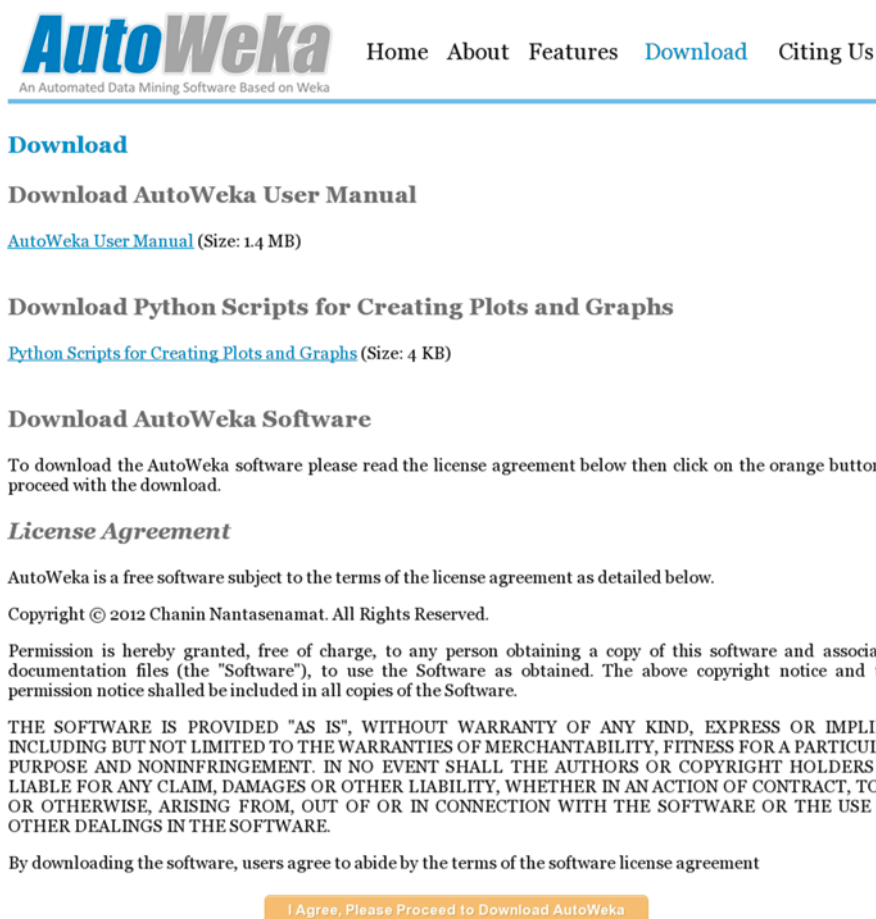 AutoWeka
An Automated Data Mining Software Based on Weka
Home About Features Download Citing Us
Download
Download AutoWeka User Manual
AutoWeka User Manual (Size: 1.4 MB)
Download Python Scripts for Creating Plots and Graphs
Python Scripts for Creating Plots and Graphs (Size: 4 KB)
Download AutoWeka Software
To download the AutoWeka software please read the license agreement below then click on the orange button
proceed with the download.
License Agreement
AutoWeka is a free software subject to the terms of the license agreement as detailed below.
Copyright © 2012 Chanin Nantasenamat. All Rights Reserved.
Permission is hereby granted, free of charge, to any person obtaining a copy of this software and associa
documentation files (the "Software"), to use the Software as obtained. The above copyright notice and
permission notice shalled be included in all copies of the Software.
THE SOFTWARE IS PROVIDED "AS IS", WITHOUT WARRANTY OF ANY KIND, EXPRESS OR IMPLI
INCLUDING BUT NOT LIMITED TO THE WARRANTIES OF MERCHANTABILITY, FITNESS FOR A PARTICUL
PURPOSE AND NONINFRINGEMENT. IN NO EVENT SHALL THE AUTHORS OR COPYRIGHT HOLDERS
LIABLE FOR ANY CLAIM, DAMAGES OR OTHER LIABILITY, WHETHER IN AN ACTION OF CONTRACT, TO
OR OTHERWISE, ARISING FROM, OUT OF OR IN CONNECTION WITH THE SOFTWARE OR THE USE
OTHER DEALINGS IN THE SOFTWARE.
By downloading the software, users agree to abide by the terms of the software license agreement
I Agree, Please Proceed to Download AutoWeka